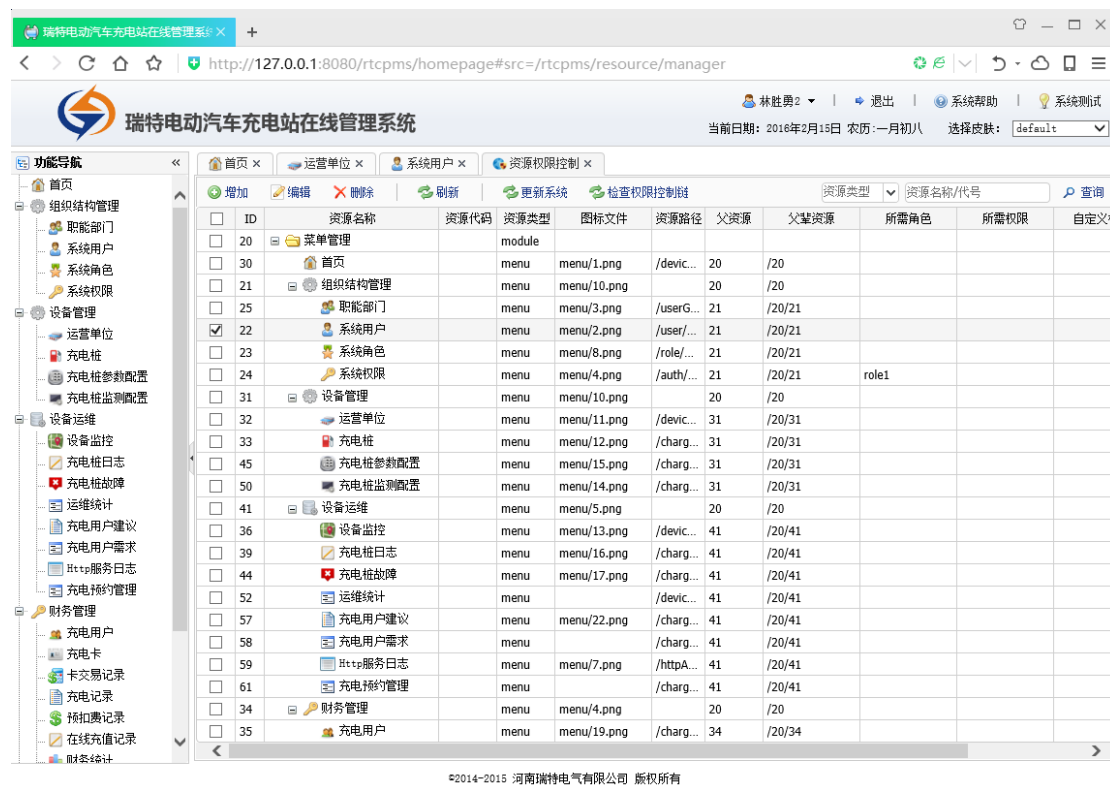 瑞特电动汽车充电站在线管理系
http://127.0.0.1:8080/rtcpms/homepage#src=/rtcpms/resource/manager
林胜勇2 退出 系统帮助 系统测试
瑞特电动汽车充电站在线管理系统
当前日期: 2016年2月15日 农历:一月初八 选择皮肤: default
功能导航 «
首页
组织结构管理
职能部门
系统用户
系统角色
系统权限
设备管理
运营单位
充电桩
充电桩参数配置
充电桩监测配置
设备运维
设备监控
充电桩日志
充电桩故障
运维统计
充电用户建议
充电用户需求
Http服务日志
充电预约管理
财务管理
充电用户
充电卡
卡交易记录
充电记录
预扣费记录
在线充值记录
财务统计
首页 × 运营单位 × 系统用户 × 资源权限控制 ×
增加 编辑 删除 刷新 更新系统 检查权限控制链 资源类型 资源名称/代号 查询
ID 资源名称 资源代码 资源类型 图标文件 资源路径 父资源 父辈资源 所需角色 所需权限 自定义
20 菜单管理 module
30 首页 menu menu/1.png /devic... 20 /20
21 组织结构管理 menu menu/10.png 20 /20
25 职能部门 menu menu/3.png /userG... 21 /20/21
22 系统用户 menu menu/2.png /user/... 21 /20/21
23 系统角色 menu menu/8.png /role/... 21 /20/21
24 系统权限 menu menu/4.png /auth/... 21 /20/21 role1
31 设备管理 menu menu/10.png 20 /20
32 运营单位 menu menu/11.png /devic... 31 /20/31
33 充电桩 menu menu/12.png /charg... 31 /20/31
45 充电桩参数配置 menu menu/15.png /charg... 31 /20/31
50 充电桩监测配置 menu menu/14.png /charg... 31 /20/31
41 设备运维 menu menu/5.png 20 /20
36 设备监控 menu menu/13.png /devic... 41 /20/41
39 充电桩日志 menu menu/16.png /charg... 41 /20/41
44 充电桩故障 menu menu/17.png /charg... 41 /20/41
52 运维统计 menu /devic... 41 /20/41
57 充电用户建议 menu menu/22.png /charg... 41 /20/41
58 充电用户需求 menu /charg... 41 /20/41
59 Http服务日志 menu menu/7.png /httpA... 41 /20/41
61 充电预约管理 menu /charg... 41 /20/41
34 财务管理 menu menu/4.png 20 /20
35 充电用户 menu menu/19.png /charg... 34 /20/34
©2014-2015 河南瑞特电气有限公司 版权所有